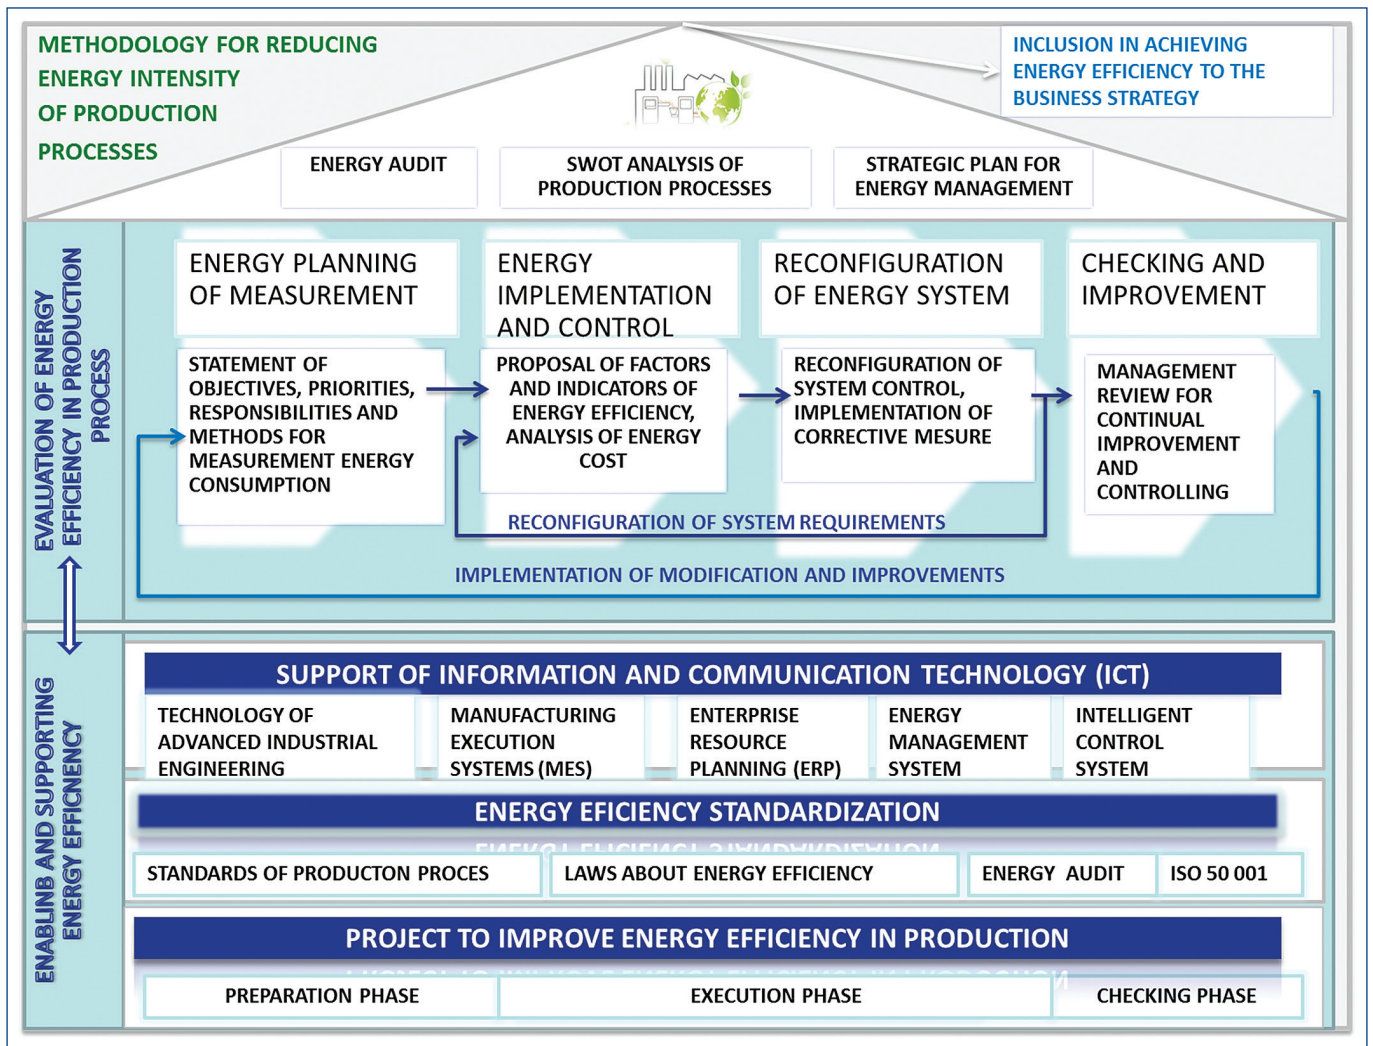 METHODOLOGY FOR REDUCING
ENERGY INTENSITY
OF PRODUCTION
PROCESSES
INCLUSION IN ACHIEVING
ENERGY EFFICIENCY TO THE
BUSINESS STRATEGY
ENERGY AUDIT
SWOT ANALYSIS OF
PRODUCTION PROCESSES
STRATEGIC PLAN FOR
ENERGY MANAGEMENT
EVALUATION OF ENERGY
EFFICIENCY IN PRODUCTION
PROCESS
ENERGY PLANNING
OF MEASUREMENT
ENERGY
IMPLEMENTATION
AND CONTROL
RECONFIGURATION
OF ENERGY SYSTEM
CHECKING AND
IMPROVEMENT
STATEMENT OF
OBJECTIVES, PRIORITIES,
RESPONSIBILITIES AND
METHODS FOR
MEASUREMENT ENERGY
CONSUMPTION
PROPOSAL OF FACTORS
AND INDICATORS OF
ENERGY EFFICIENCY,
ANALYSIS OF ENERGY
COST
RECONFIGURATION OF
SYSTEM CONTROL,
IMPLEMENTATION OF
CORRECTIVE MESURE
MANAGEMENT
REVIEW FOR
CONTINUAL
IMPROVEMENT
AND
CONTROLLING
RECONFIGURATION OF SYSTEM REQUIREMENTS
IMPLEMENTATION OF MODIFICATION AND IMPROVEMENTS
ENABLINB AND SUPPORTING
ENERGY EFFICNENCY
SUPPORT OF INFORMATION AND COMMUNICATION TECHNOLOGY (ICT)
TECHNOLOGY OF
ADVANCED INDUSTRIAL
ENGINEERING
MANUFACTURING
EXECUTION
SYSTEMS (MES)
ENTERPRISE
RESOURCE
PLANNING (ERP)
ENERGY
MANAGEMENT
SYSTEM
INTELLIGENT
CONTROL
SYSTEM
ENERGY EFICIENCY STANDARDIZATION
STANDARDS OF PRODUCTON PROCES
LAWS ABOUT ENERGY EFFICIENCY
ENERGY AUDIT
ISO 50 001
PROJECT TO IMPROVE ENERGY EFFICIENCY IN PRODUCTION
PREPARATION PHASE
EXECUTION PHASE
CHECKING PHASE